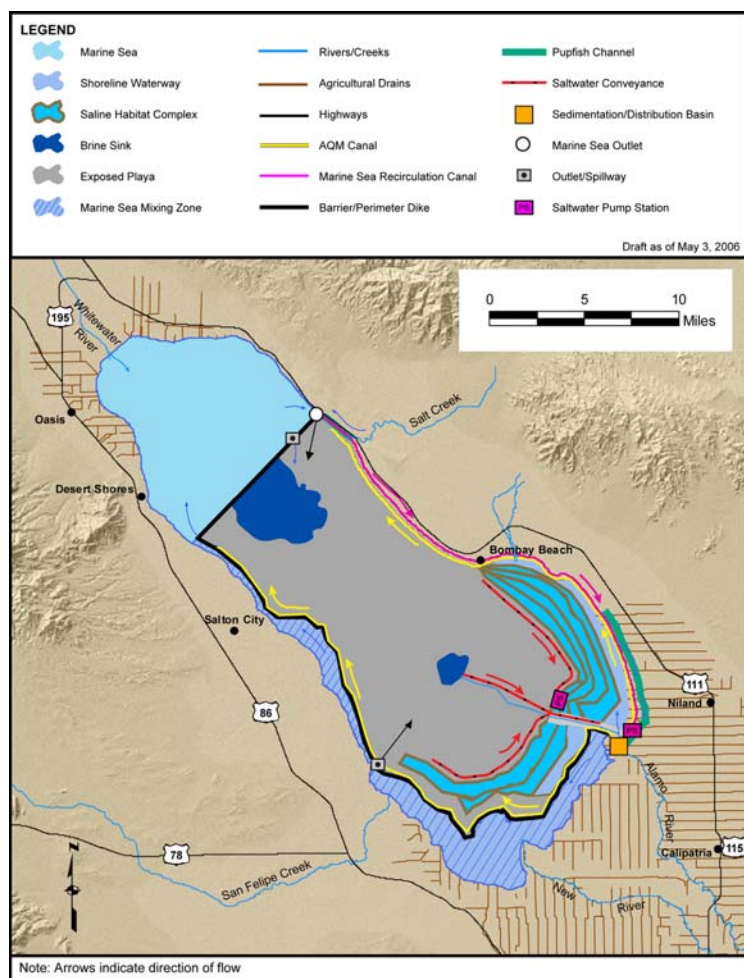 LEGEND
Marine Sea
Shoreline Waterway
Saline Habitat Complex
Brine Sink
Exposed Playa
Marine Sea Mixing Zone
Rivers/Creeks
Agricultural Drains
Highways
AQM Canal
Marine Sea Recirculation Canal
Barrier/Perimeter Dike
Pupfish Channel
Saltwater Conveyance
Sedimentation/Distribution Basin
Marine Sea Outlet
Outlet/Spillway
PS
Saltwater Pump Station
Draft as of May 3, 2006
0 5 10
Miles
195
Whitewater
River
Oasis
Salt Creek
Desert Shores
Bombay Beach
Salton City
86
111
Niland
PS
PS
Alamo
River
Calipatria
115
78
San Felipe Creek
New
River
N
Note: Arrows indicate direction of flow